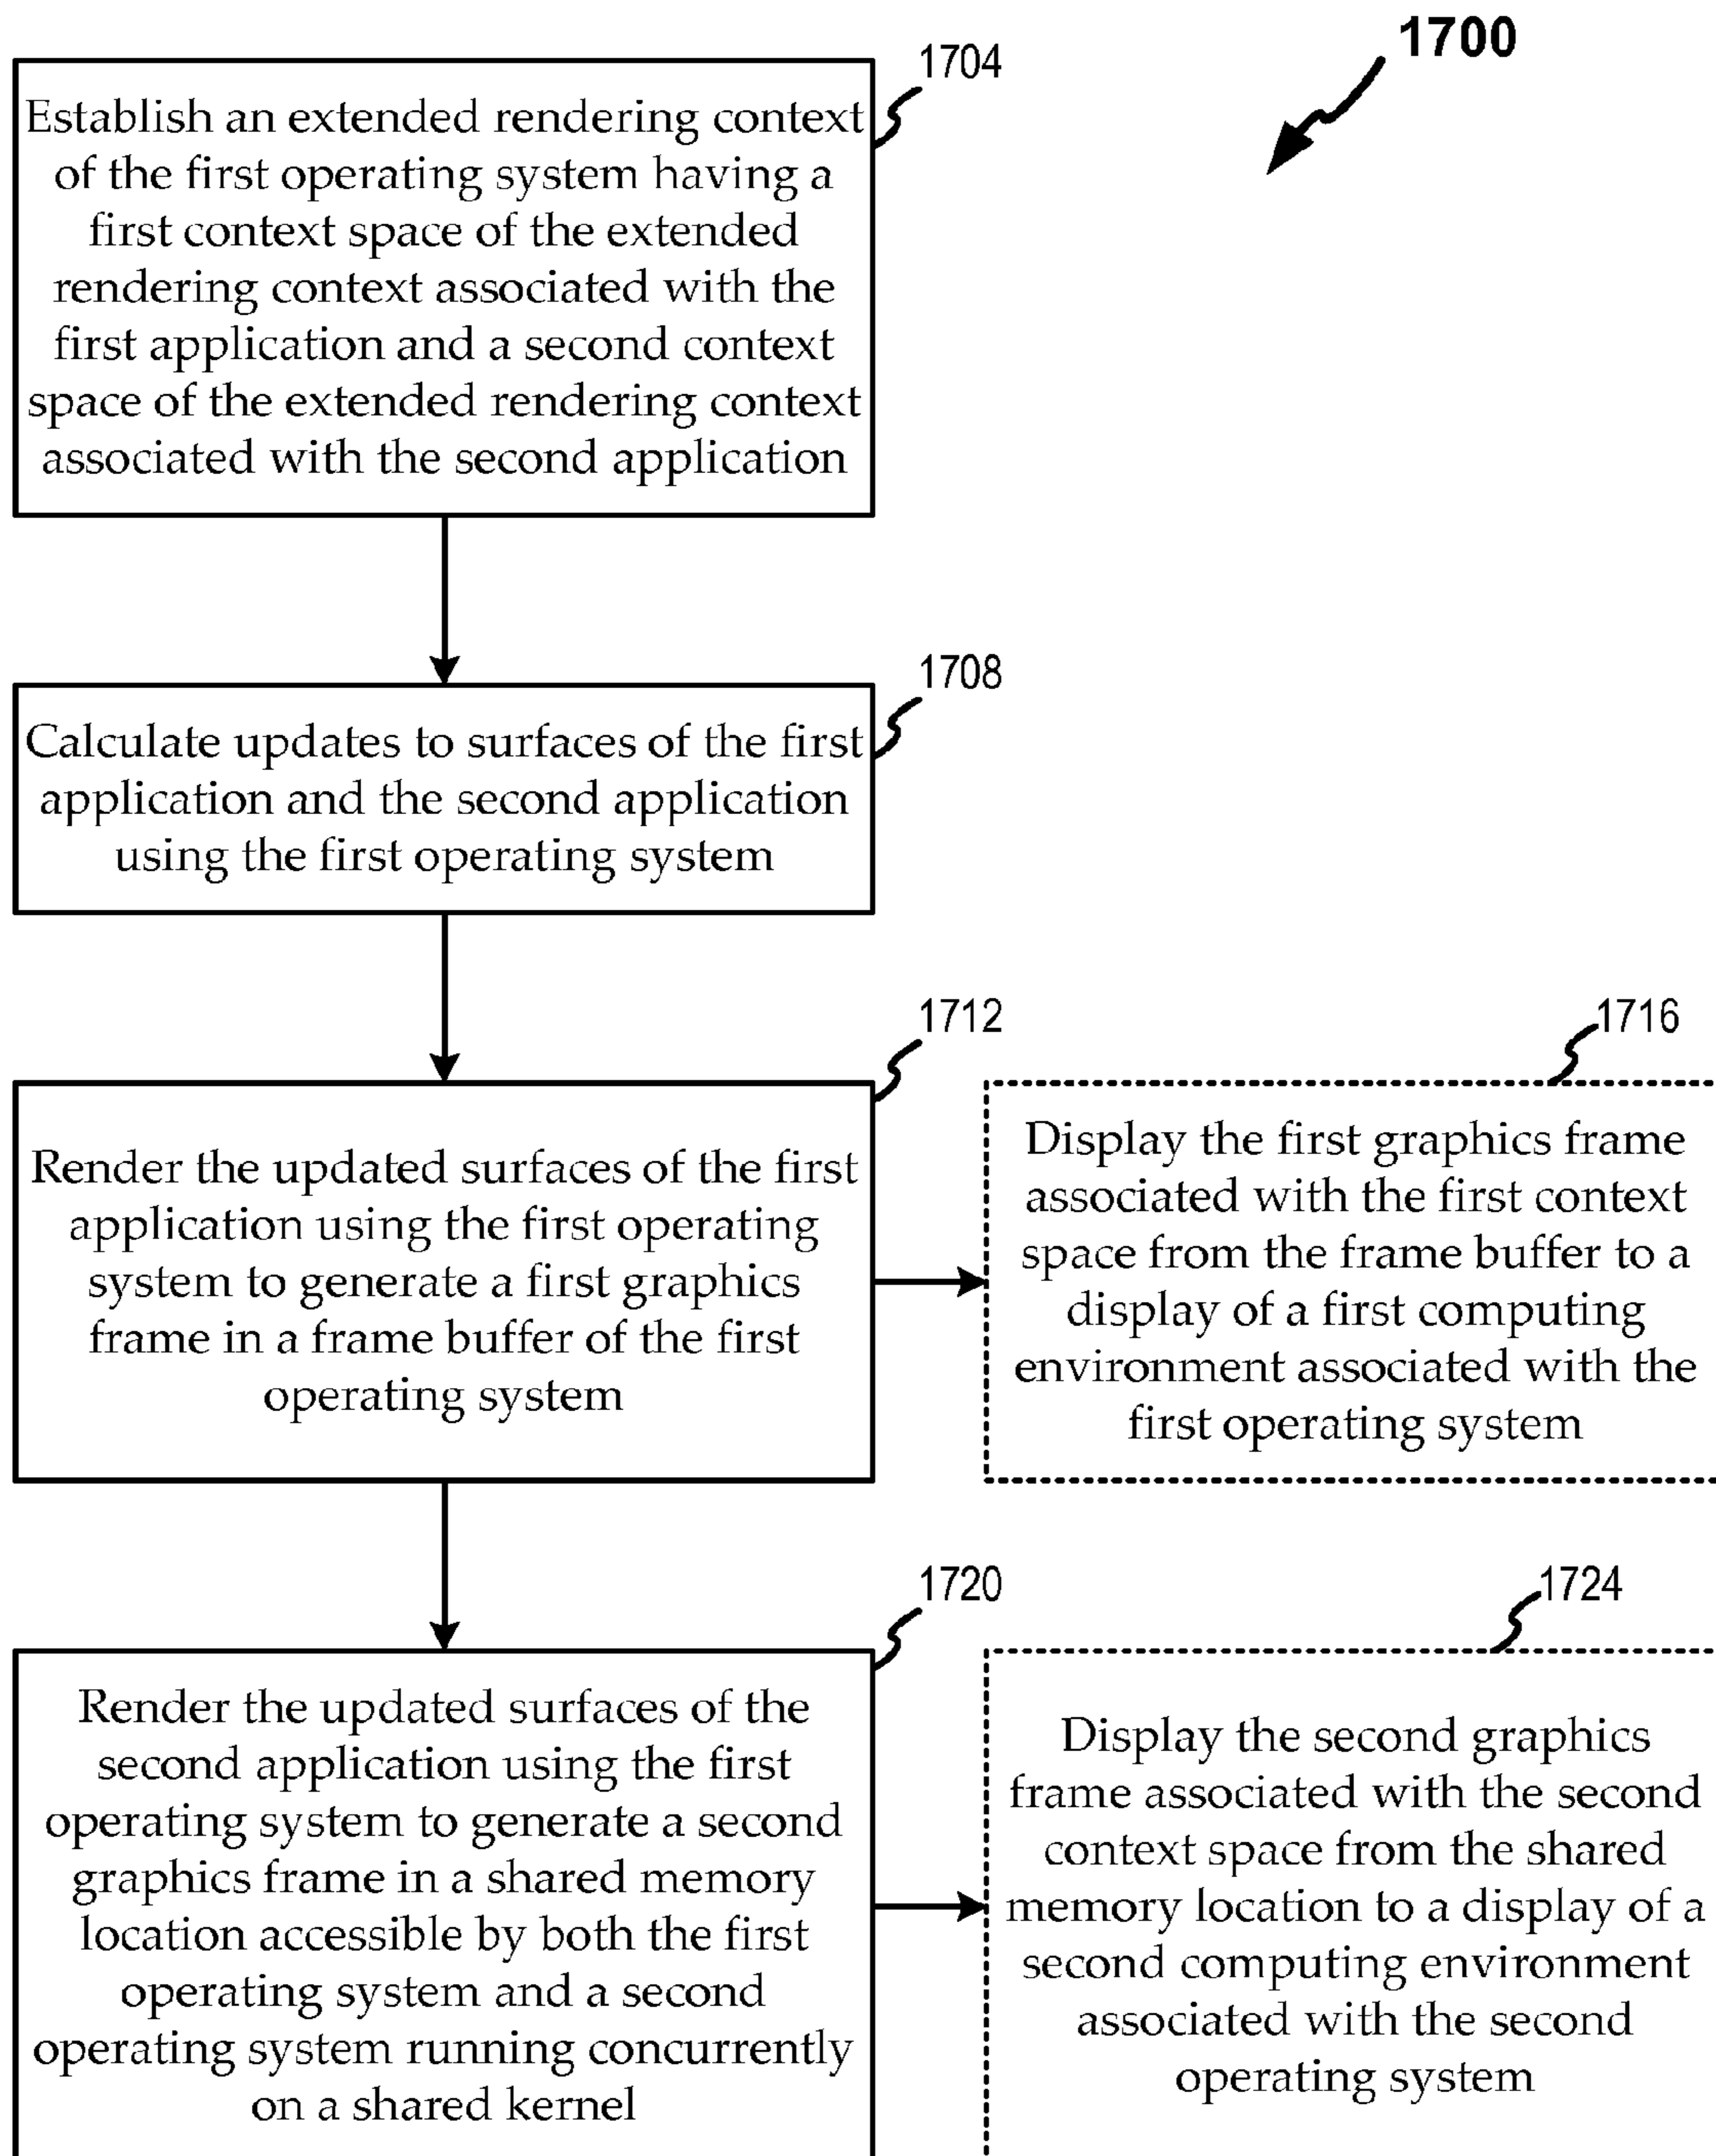 1700
1704
Establish an extended rendering context
of the first operating system having a
first context space of the extended
rendering context associated with the
first application and a second context
space of the extended rendering context
associated with the second application
1708
Calculate updates to surfaces of the first
application and the second application
using the first operating system
1712
Render the updated surfaces of the first
application using the first operating
system to generate a first graphics
frame in a frame buffer of the first
operating system
1716
Display the first graphics frame
associated with the first context
space from the frame buffer to a
display of a first computing
environment associated with the
first operating system
1720
Render the updated surfaces of the
second application using the first
operating system to generate a second
graphics frame in a shared memory
location accessible by both the first
operating system and a second
operating system running concurrently
on a shared kernel
1724
Display the second graphics
frame associated with the second
context space from the shared
memory location to a display of a
second computing environment
associated with the second
operating system